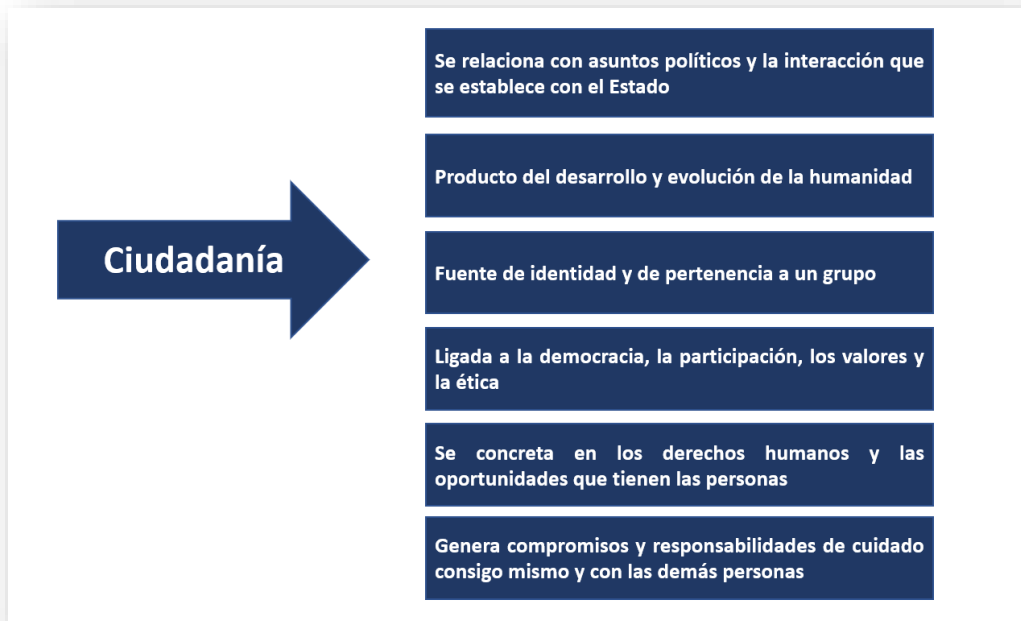 Ciudadanía
Se relaciona con asuntos políticos y la interacción que
se establece con el Estado
Producto del desarrollo y evolución de la humanidad
Fuente de identidad y de pertenencia a un grupo
Ligada a la democracia, la participación, los valores y
la ética
Se concreta en los derechos humanos y las
oportunidades que tienen las personas
Genera compromisos y responsabilidades de cuidado
consigo mismo y con las demás personas